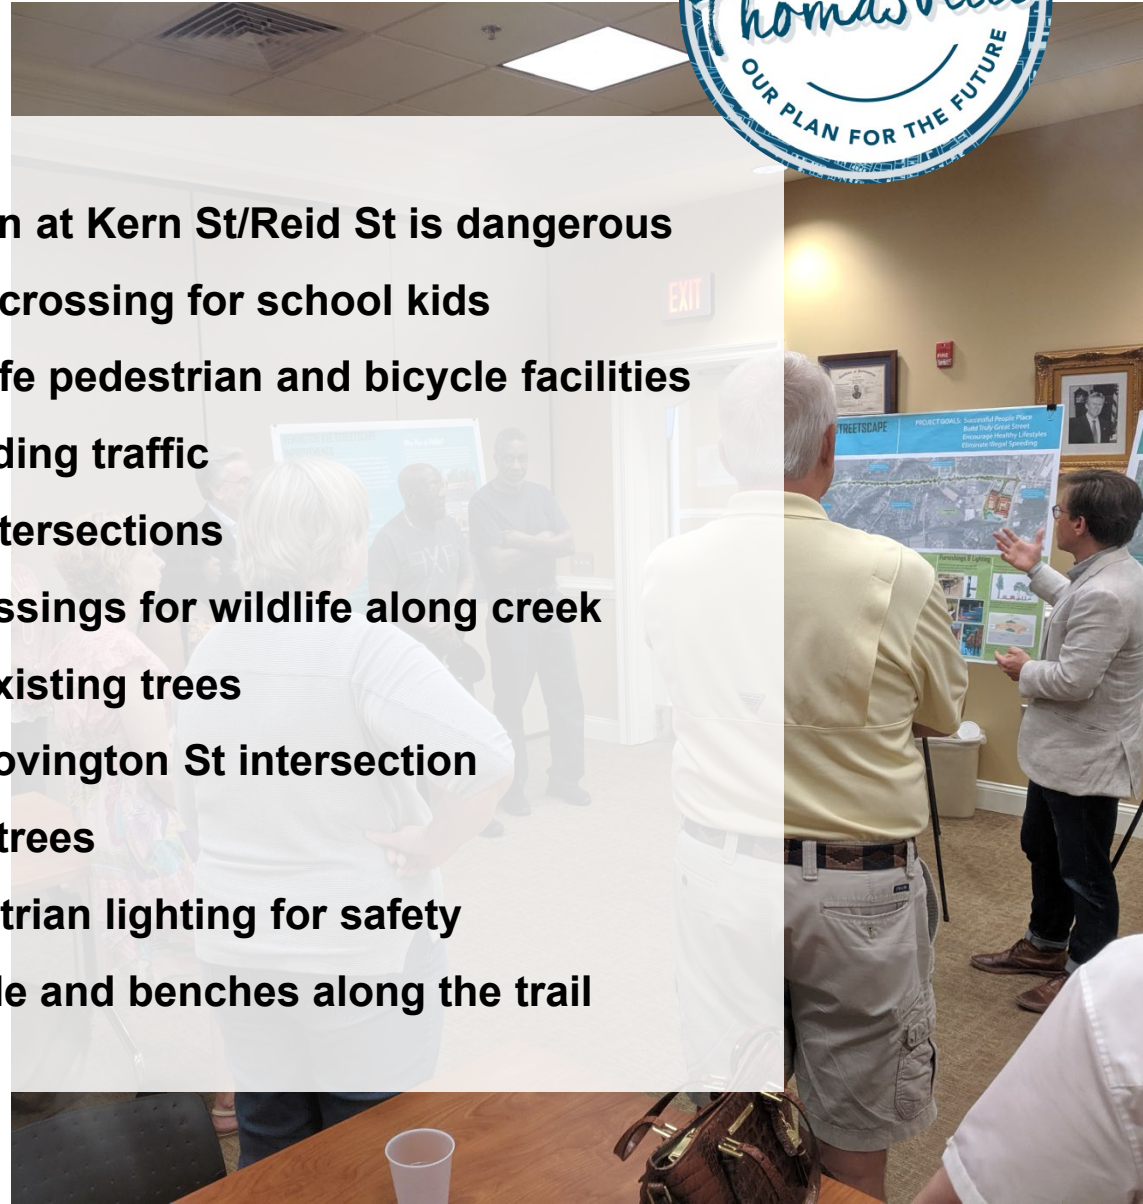 Thomasville
OUR PLAN FOR THE FUTURE
n at Kern St/Reid St is dangerous
crossing for school kids
fe pedestrian and bicycle facilities
ding traffic
tersections
ssings for wildlife along creek
xisting trees
ovington St intersection
trees
trian lighting for safety
le and benches along the trail
EXIT
FIRE
STREETSCAPE
PROJECT GOALS: Successful People Place
Build Truly Great Street
Encourage Healthy Lifestyles
Eliminate Illegal Speeding
Furnishings & Lighting